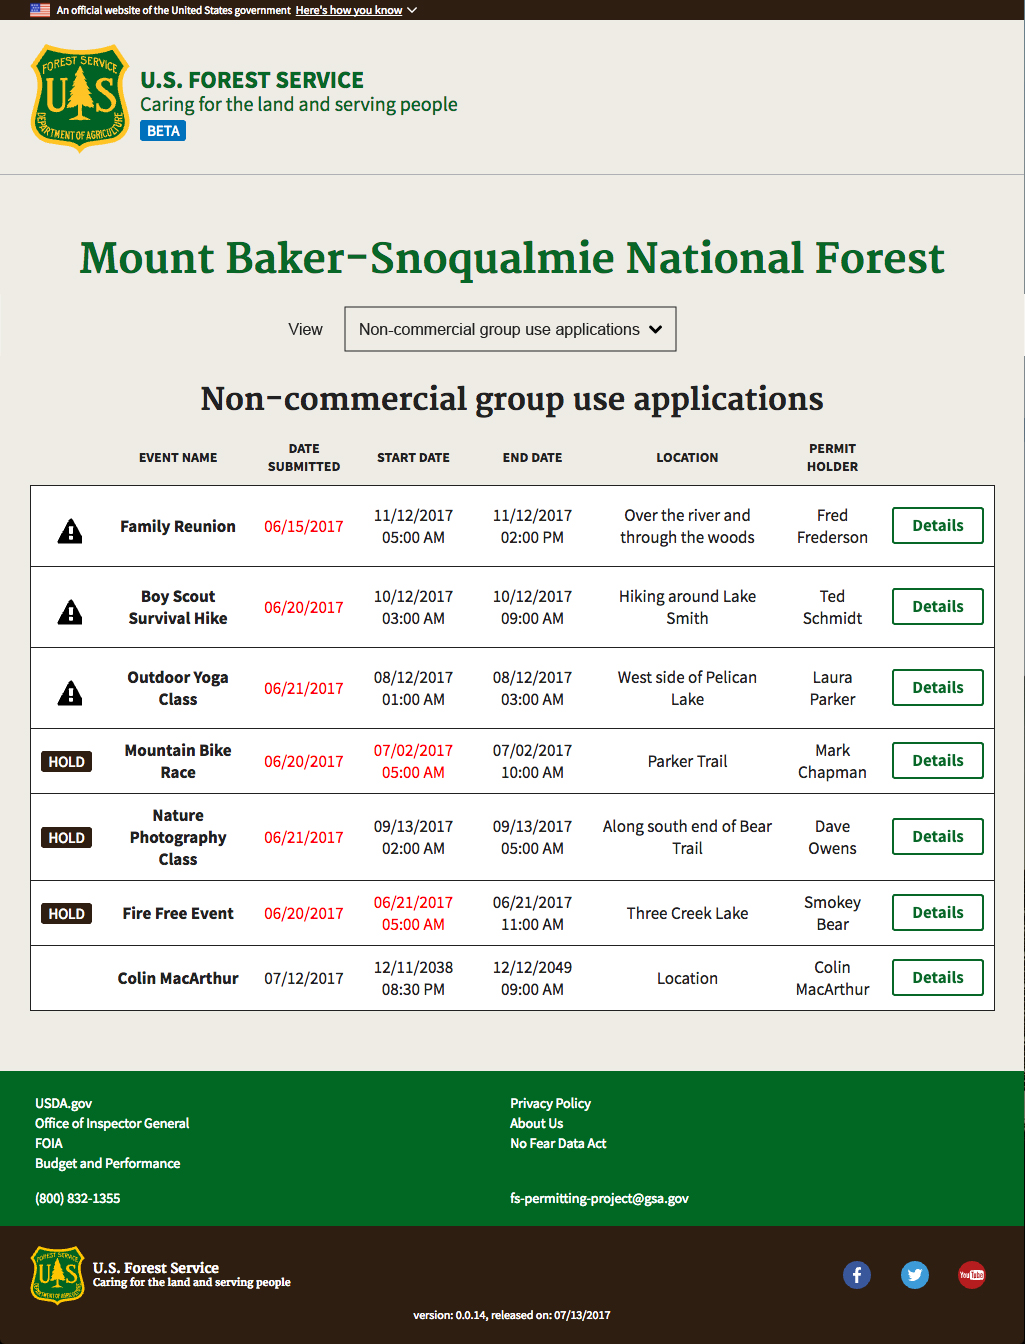 An official website of the United States government Here's how you know
FOREST SERVICE
US
DEPARTMENT OF AGRICULTURE
U.S. FOREST SERVICE
Caring for the land and serving people
BETA
Mount Baker-Snoqualmie National Forest
View Non-commercial group use applications
Non-commercial group use applications
EVENT NAME DATE SUBMITTED START DATE END DATE LOCATION PERMIT HOLDER
Family Reunion 06/15/2017 11/12/2017 05:00 AM 11/12/2017 02:00 PM Over the river and through the woods Fred Frederson Details
Boy Scout Survival Hike 06/20/2017 10/12/2017 03:00 AM 10/12/2017 09:00 AM Hiking around Lake Smith Ted Schmidt Details
Outdoor Yoga Class 06/21/2017 08/12/2017 01:00 AM 08/12/2017 03:00 AM West side of Pelican Lake Laura Parker Details
HOLD Mountain Bike Race 06/20/2017 07/02/2017 05:00 AM 07/02/2017 10:00 AM Parker Trail Mark Chapman Details
HOLD Nature Photography Class 06/21/2017 09/13/2017 02:00 AM 09/13/2017 05:00 AM Along south end of Bear Trail Dave Owens Details
HOLD Fire Free Event 06/20/2017 06/21/2017 05:00 AM 06/21/2017 11:00 AM Three Creek Lake Smokey Bear Details
Colin MacArthur 07/12/2017 12/11/2038 08:30 PM 12/12/2049 09:00 AM Location Colin MacArthur Details
USDA.gov
Office of Inspector General
FOIA
Budget and Performance
(800) 832-1355
Privacy Policy
About Us
No Fear Data Act
fs-permitting-project@gsa.gov
FOREST SERVICE
US
DEPARTMENT OF AGRICULTURE
U.S. Forest Service
Caring for the land and serving people
f
You Tube
version: 0.0.14, released on: 07/13/2017